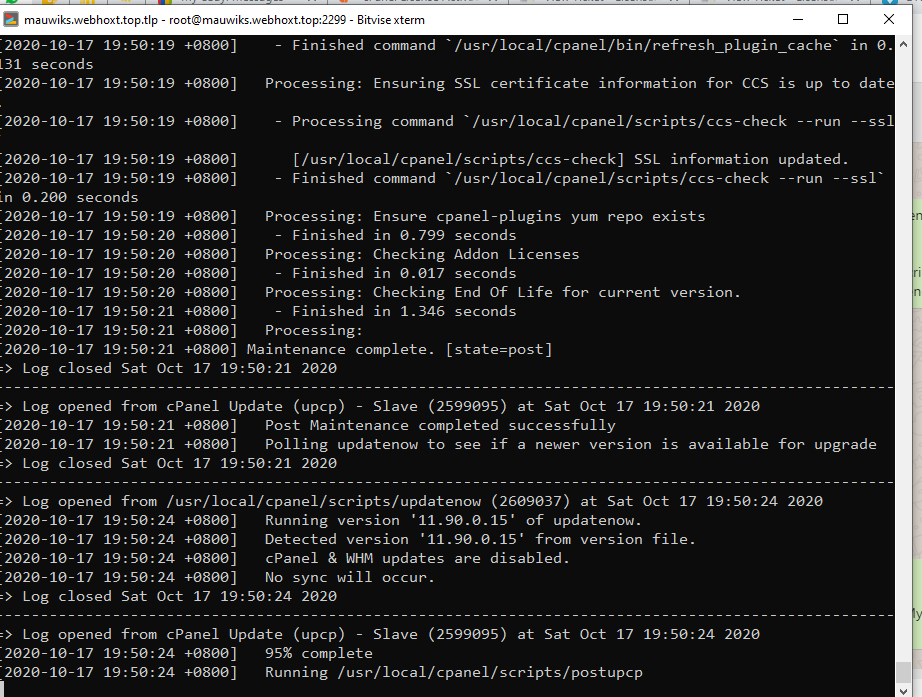 mauwiks.webhoxt.top.tlp - root@mauwiks.webhoxt.top:2299 - Bitvise xterm
[2020-10-17 19:50:19 +0800]    - Finished command `/usr/local/cpanel/bin/refresh_plugin_cache` in 0.
131 seconds
[2020-10-17 19:50:19 +0800]   Processing: Ensuring SSL certificate information for CCS is up to date
.
[2020-10-17 19:50:19 +0800]    - Processing command `/usr/local/cpanel/scripts/ccs-check --run --ssl
`
[2020-10-17 19:50:19 +0800]      [/usr/local/cpanel/scripts/ccs-check] SSL information updated.
[2020-10-17 19:50:19 +0800]    - Finished command `/usr/local/cpanel/scripts/ccs-check --run --ssl`
in 0.200 seconds
[2020-10-17 19:50:19 +0800]   Processing: Ensure cpanel-plugins yum repo exists
[2020-10-17 19:50:20 +0800]    - Finished in 0.799 seconds
[2020-10-17 19:50:20 +0800]   Processing: Checking Addon Licenses
[2020-10-17 19:50:20 +0800]    - Finished in 0.017 seconds
[2020-10-17 19:50:20 +0800]   Processing: Checking End Of Life for current version.
[2020-10-17 19:50:21 +0800]    - Finished in 1.346 seconds
[2020-10-17 19:50:21 +0800]   Processing:
[2020-10-17 19:50:21 +0800] Maintenance complete. [state=post]
=> Log closed Sat Oct 17 19:50:21 2020
----------------------------------------------------------------------------------------------------
=> Log opened from cPanel Update (upcp) - Slave (2599095) at Sat Oct 17 19:50:21 2020
[2020-10-17 19:50:21 +0800]   Post Maintenance completed successfully
[2020-10-17 19:50:21 +0800]   Polling updatenow to see if a newer version is available for upgrade
=> Log closed Sat Oct 17 19:50:21 2020
----------------------------------------------------------------------------------------------------
=> Log opened from /usr/local/cpanel/scripts/updatenow (2609037) at Sat Oct 17 19:50:24 2020
[2020-10-17 19:50:24 +0800]   Running version '11.90.0.15' of updatenow.
[2020-10-17 19:50:24 +0800]   Detected version '11.90.0.15' from version file.
[2020-10-17 19:50:24 +0800]   cPanel & WHM updates are disabled.
[2020-10-17 19:50:24 +0800]   No sync will occur.
=> Log closed Sat Oct 17 19:50:24 2020
----------------------------------------------------------------------------------------------------
=> Log opened from cPanel Update (upcp) - Slave (2599095) at Sat Oct 17 19:50:24 2020
[2020-10-17 19:50:24 +0800]   95% complete
[2020-10-17 19:50:24 +0800]   Running /usr/local/cpanel/scripts/postupcp